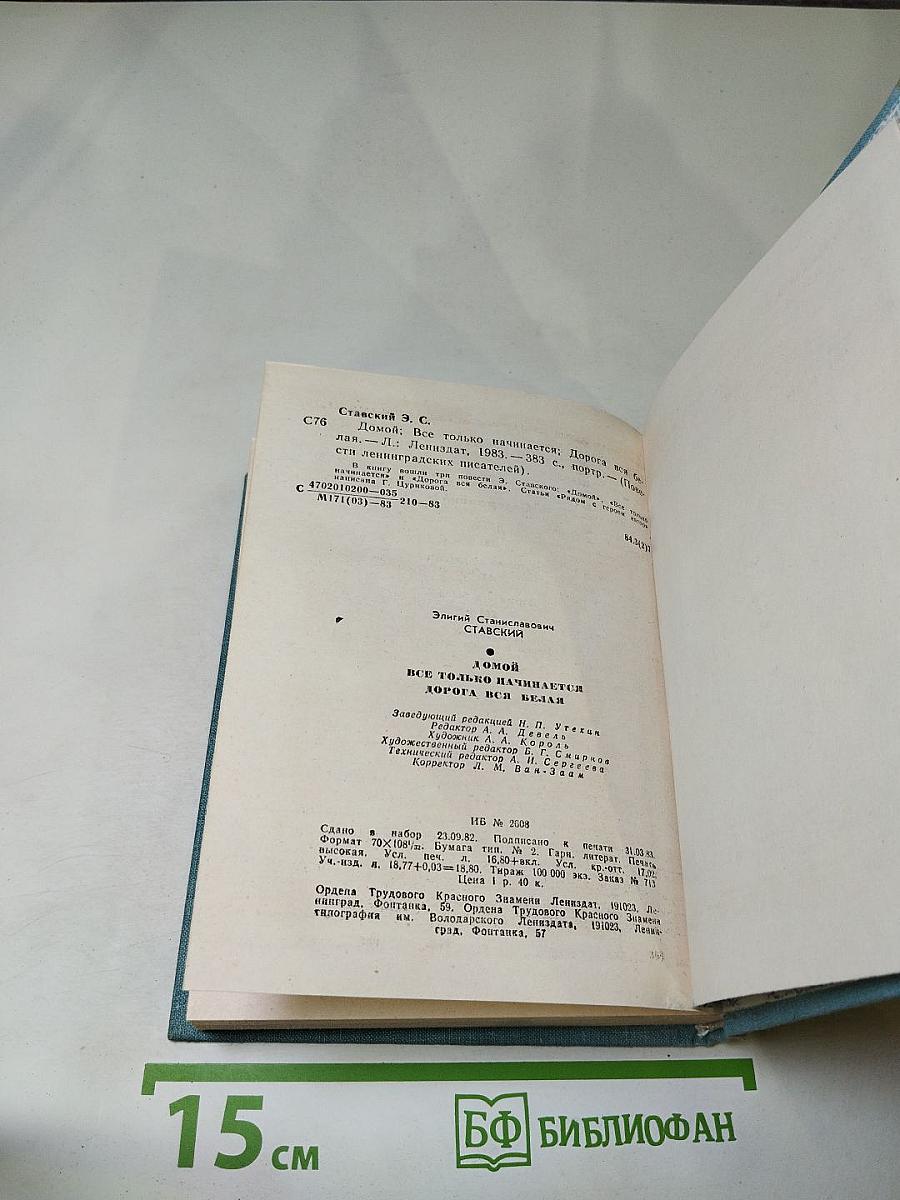 Ставский Э. С.
С76 Домой; Все только начинается; Дорога вся бе-
лая. — Л.: Лениздат, 1983. — 383 с., портр. — (Пове-
сти ленинградских писателей).
В книгу вошли три повести Э. Ставского: «Домой», «Все только
начинается» и «Дорога вся белая». Статья «Рядом с героем
написана Г. Цуриковой.
С 4702010200—035
М171(03)—83 210—83
84.3(2)7
Элигий Станиславович
СТАВСКИЙ
ДОМОЙ
ВСЕ ТОЛЬКО НАЧИНАЕТСЯ
ДОРОГА ВСЯ БЕЛАЯ
Заведующий редакцией Н. П. Утехин
Редактор А. А. Девель
Художник А. А. Король
Художественный редактор Б. Г. Смирнов
Технический редактор А. И. Сергеева
Корректор Л. М. Ван-Заам
ИБ № 2608
Сдано в набор 23.09.82. Подписано к печати 31.03.83.
Формат 70×108¹/₃₂. Бумага тип. № 2. Гарн. литерат. Печать
высокая. Усл. печ. л. 16,80+вкл. Усл. кр.-отт. 17,02.
Уч.-изд. л. 18,77+0,03=18,80. Тираж 100 000 экз. Заказ № 713
Цена 1 р. 40 к.
Ордена Трудового Красного Знамени Лениздат, 191023, Ле-
нинград, Фонтанка, 59. Ордена Трудового Красного Знамени
типография им. Володарского Лениздата, 191023, Ленин-
град, Фонтанка, 57
15 см
БФ БИБЛИОФАН